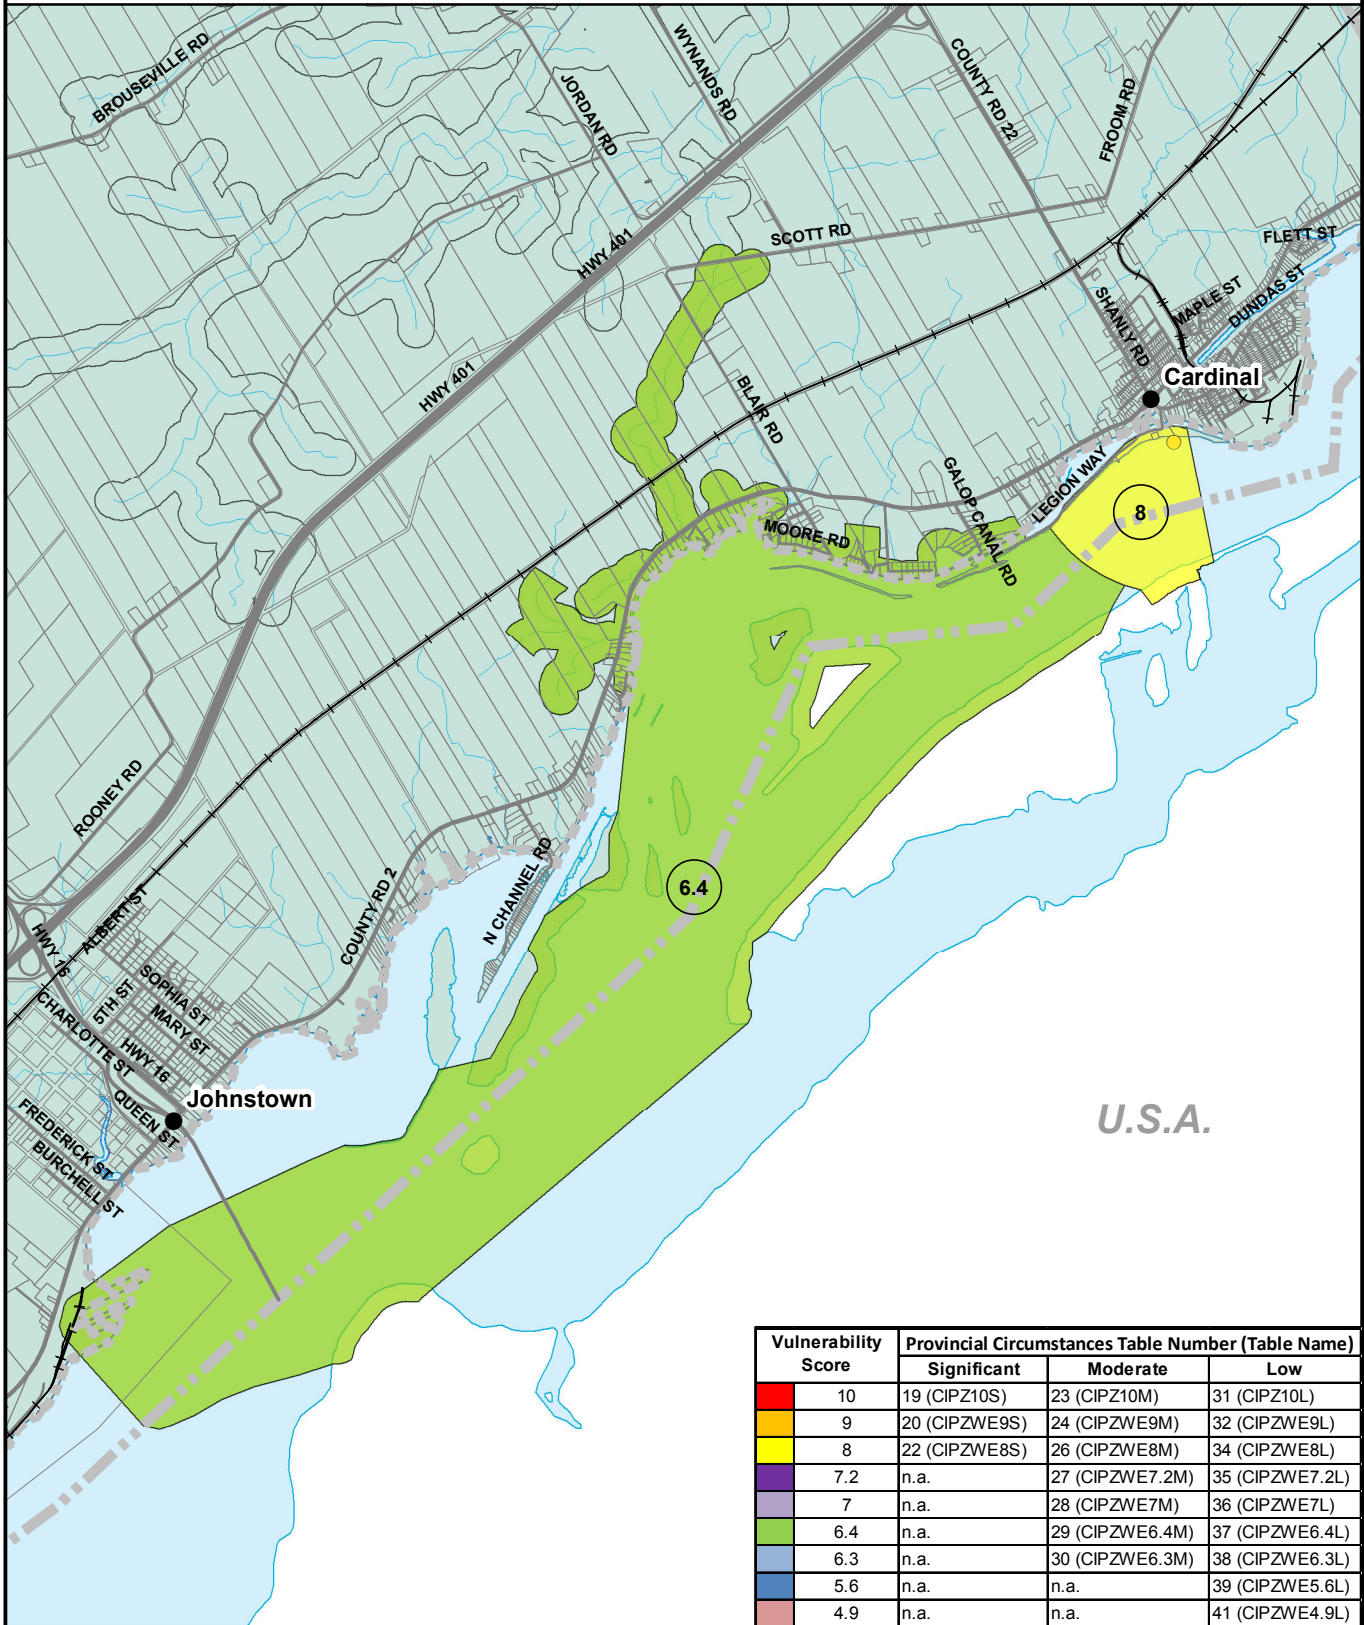 BROUSEVILLE RD
JORDAN RD
WYNANDS RD
COUNTY RD 22
FROOM RD
SCOTT RD
HWY 401
FLETT ST
MAPLE ST
DUNDAS ST
SHANLY RD
HWY 401
Cardinal
BLAIR RD
GALOP CANAL RD
LEGION WAY
8
MOORE RD
ROONEY RD
6.4
N CHANNEL RD
COUNTY RD 2
ALBERT ST
HWY 16
SOPHIA ST
5TH ST
MARY ST
CHARLOTTE ST
HWY 16
QUEEN ST
Johnstown
FREDERICK ST
BURCHELL ST
U.S.A.
Vulnerability Score Provincial Circumstances Table Number (Table Name)
Significant Moderate Low
10 19 (CIPZ10S) 23 (CIPZ10M) 31 (CIPZ10L)
9 20 (CIPZWE9S) 24 (CIPZWE9M) 32 (CIPZWE9L)
8 22 (CIPZWE8S) 26 (CIPZWE8M) 34 (CIPZWE8L)
7.2 n.a. 27 (CIPZWE7.2M) 35 (CIPZWE7.2L)
7 n.a. 28 (CIPZWE7M) 36 (CIPZWE7L)
6.4 n.a. 29 (CIPZWE6.4M) 37 (CIPZWE6.4L)
6.3 n.a. 30 (CIPZWE6.3M) 38 (CIPZWE6.3L)
5.6 n.a. n.a. 39 (CIPZWE5.6L)
4.9 n.a. n.a. 41 (CIPZWE4.9L)